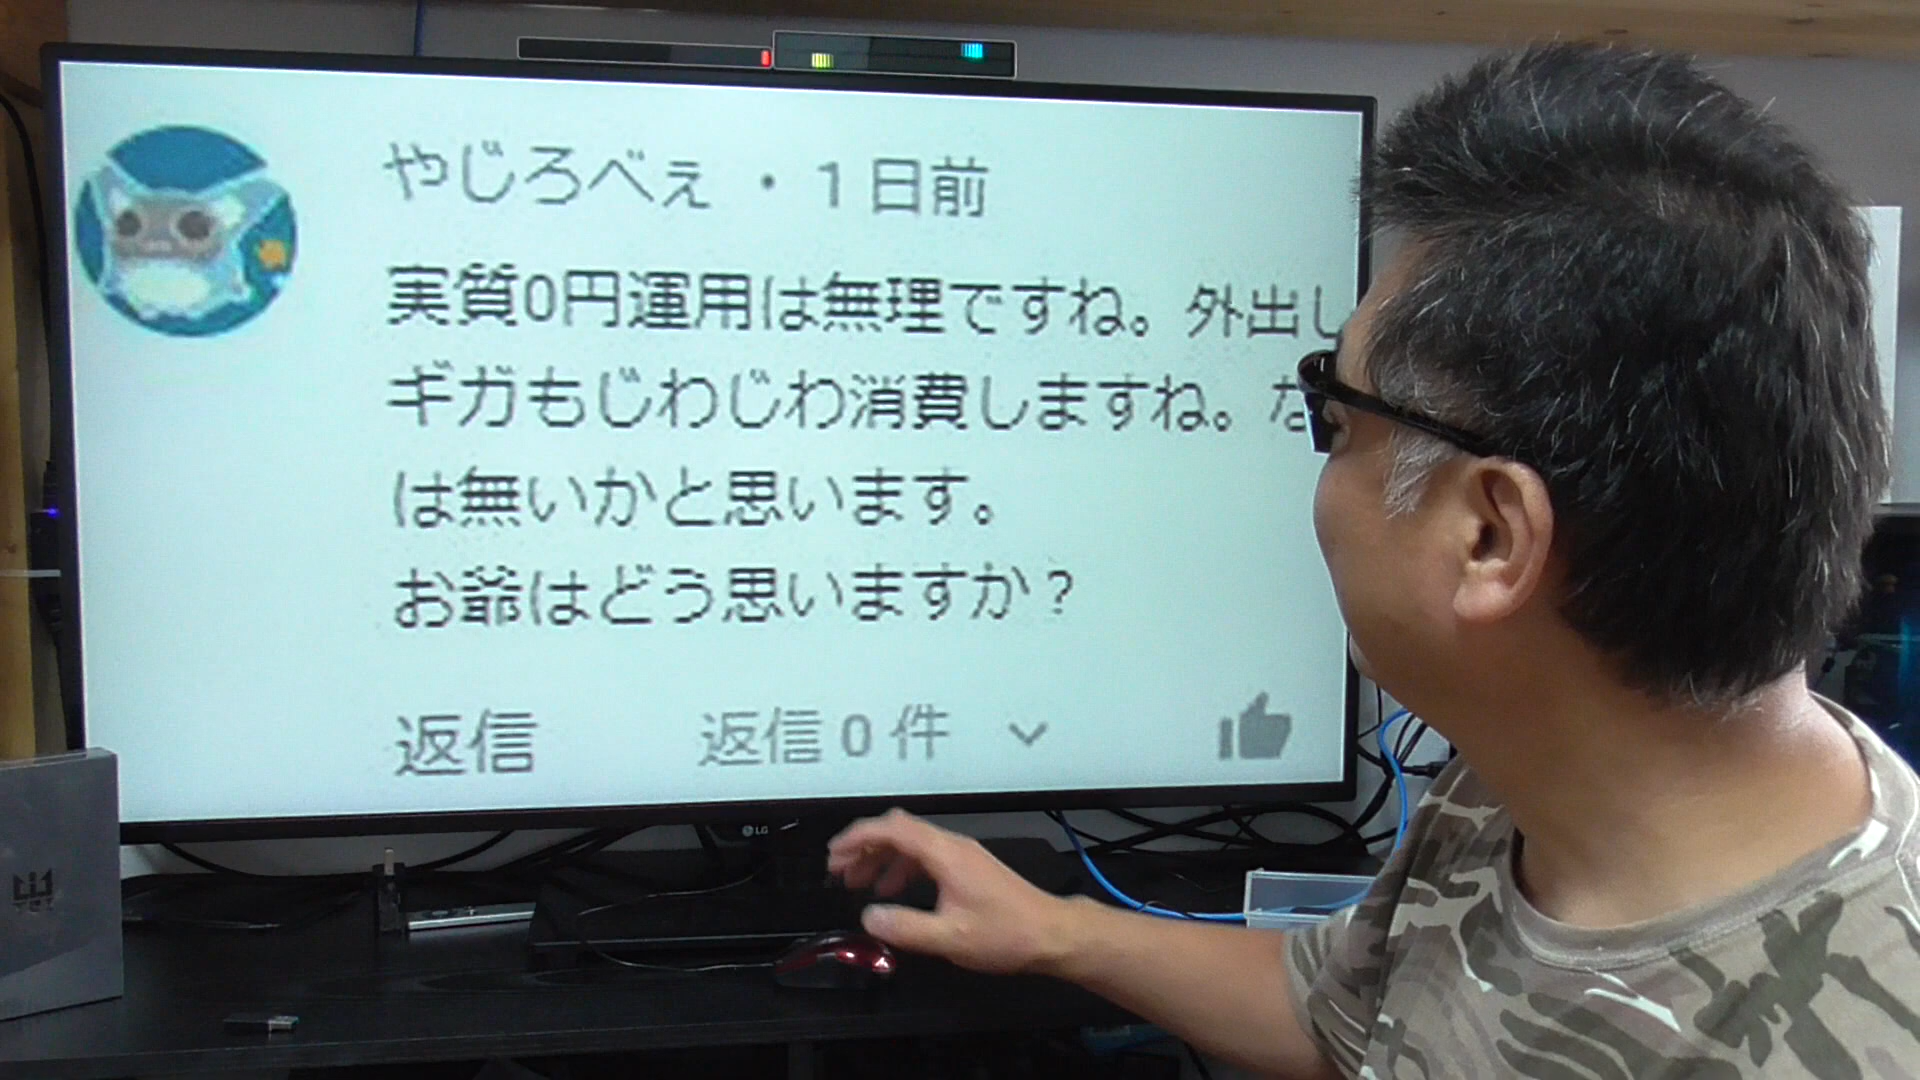 やじろべぇ・1日前
実質0円運用は無理ですね。外出し
ギガもじわじわ消費しますね。な
は無いかと思います。
お爺はどう思いますか？
返信 返信 0 件
LG